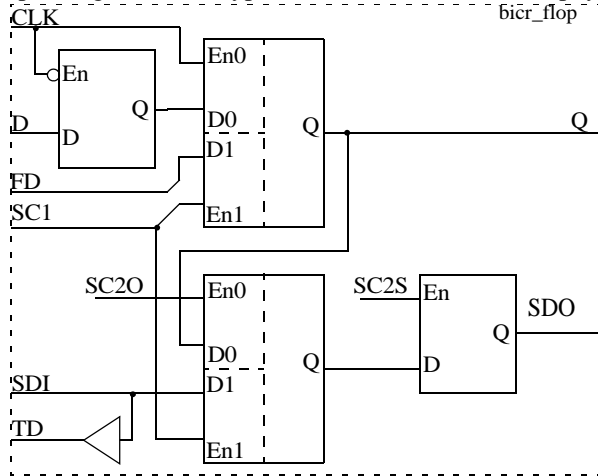 CLK
bicr_flop
En0
En
Q
D0
D
D
Q
Q
D1
FD
SC1
En1
SC2O
En0
SC2S
En
SDO
Q
D0
Q
D
SDI
D1
TD
En1